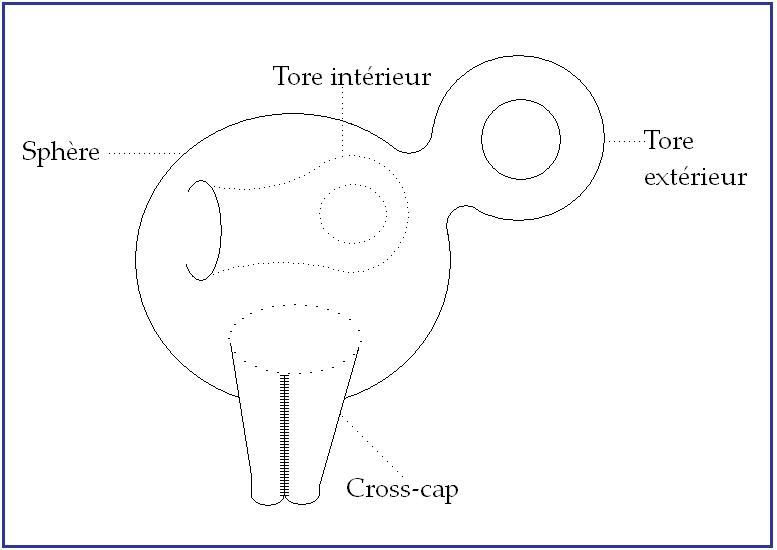 Tore intérieur
Sphère
Tore
extérieur
Cross-cap